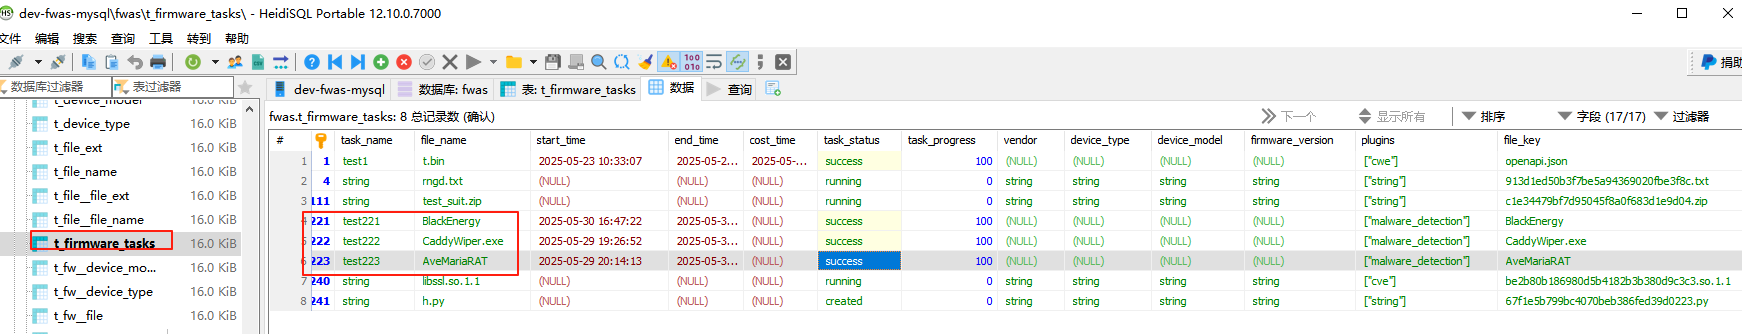 dev-fwas-mysql\fwas\t_firmware_tasks\ - HeidiSQL Portable 12.10.0.7000
文件 编辑 搜索 查询 工具 转到 帮助
捐助
数据库过滤器 表过滤器
dev-fwas-mysql 数据库: fwas 表: t_firmware_tasks 数据 查询
t_device_model 16.0 KiB
t_device_type 16.0 KiB
t_file_ext 16.0 KiB
t_file_name 16.0 KiB
t_file__file_ext 16.0 KiB
t_file__file_name 16.0 KiB
t_firmware_tasks 16.0 KiB
t_fw__device_mo... 16.0 KiB
t_fw__device_type 16.0 KiB
t_fw__file 16.0 KiB
fwas.t_firmware_tasks: 8 总记录数 (确认) 下一个 显示所有 排序 字段 (17/17) 过滤器
# task_name file_name start_time end_time cost_time task_status task_progress vendor device_type device_model firmware_version plugins file_key
1 1 test1 t.bin 2025-05-23 10:33:07 2025-05-2... 2025-05-... success 100 (NULL) (NULL) (NULL) (NULL) ["cwe"] openapi.json
2 4 string rngd.txt (NULL) (NULL) (NULL) running 0 string string string string ["string"] 913d1ed50b3f7be5a94369020fbe3f8c.txt
3 111 string test_suit.zip (NULL) (NULL) (NULL) running 0 string string string string ["string"] c1e34479bf7d95045f8a0f683d1e9d04.zip
4 221 test221 BlackEnergy 2025-05-30 16:47:22 2025-05-3... (NULL) success 100 (NULL) (NULL) (NULL) (NULL) ["malware_detection"] BlackEnergy
222 test222 CaddyWiper.exe 2025-05-29 19:26:52 2025-05-3... (NULL) success 100 (NULL) (NULL) (NULL) (NULL) ["malware_detection"] CaddyWiper.exe
223 test223 AveMariaRAT 2025-05-29 20:14:13 2025-05-3... (NULL) success 100 (NULL) (NULL) (NULL) (NULL) ["malware_detection"] AveMariaRAT
7 240 string libssl.so.1.1 (NULL) (NULL) (NULL) running 0 string string string string ["cve"] be2b80b186980d5b4182b3b380d9c3c3.so.1.1
8 241 string h.py (NULL) (NULL) (NULL) created 0 string string string string ["string"] 67f1e5b799bc4070beb386fed39d0223.py